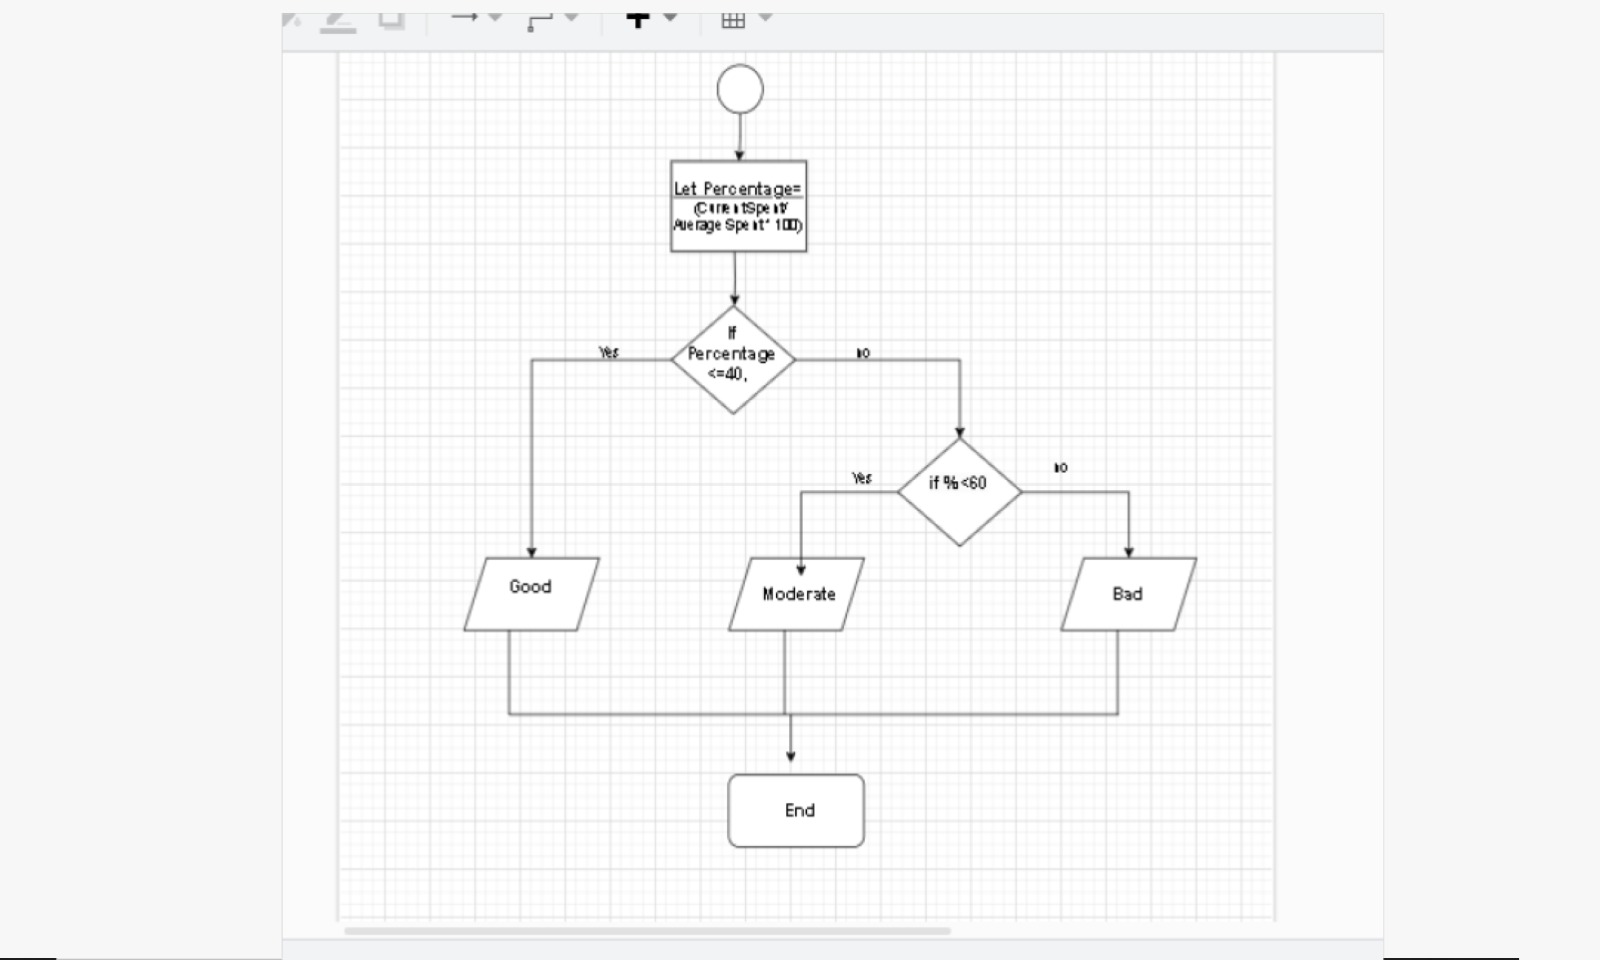 Let Percentage=
(CurrentSpent/
Average Spent* 100)
If
Percentage
<=40,
Yes
no
if %<60
Yes
no
Good
Moderate
Bad
End